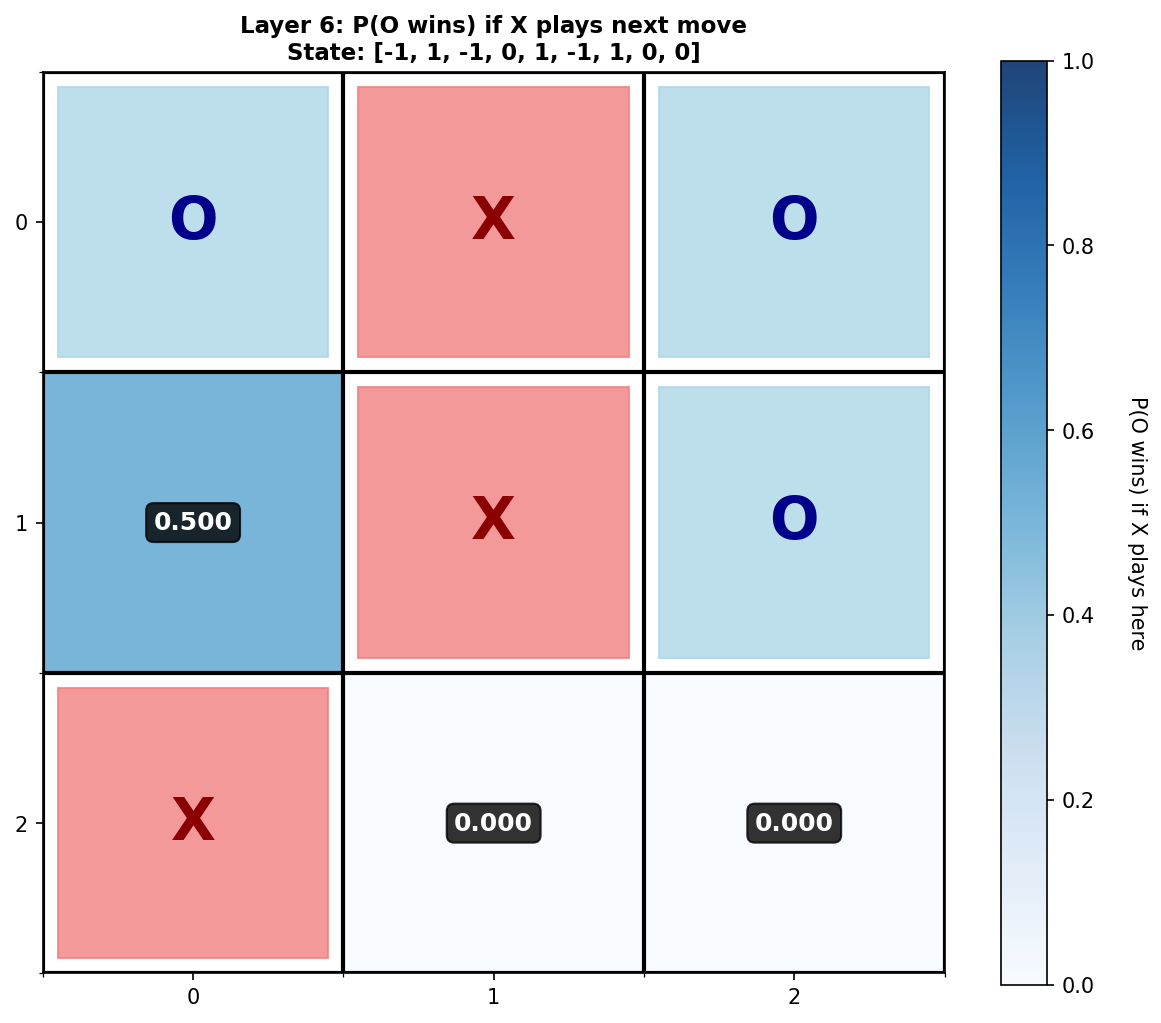 Layer 6: P(O wins) if X plays next move
State: [-1, 1, -1, 0, 1, -1, 1, 0, 0]
O X O
0.500 X O
X 0.000 0.000
0
1
2
0 1 2
1.0
0.8
0.6
0.4
0.2
0.0
P(O wins) if X plays here